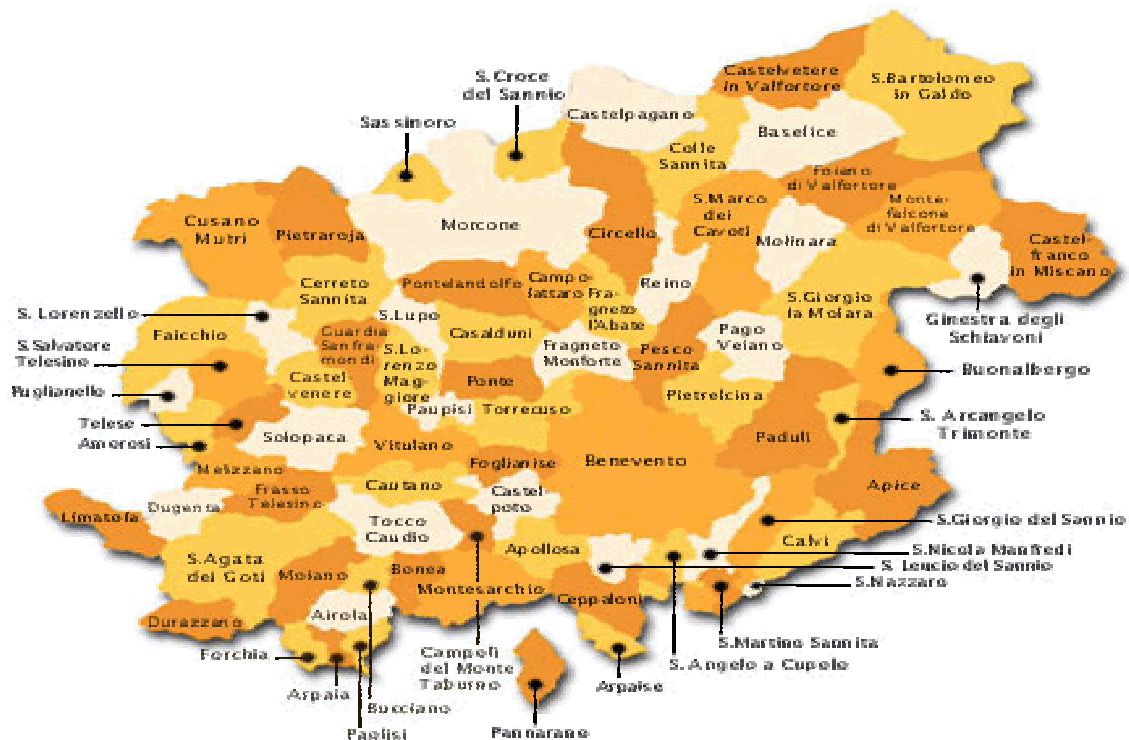 Castelvetere
in Valfortore
S.Bartolomeo
in Galdo
S.Croce
del Sannio
Castelpagano
Baselice
Sassinoro
Colle
Sannita
Foiano
di Valfortore
S.Marco
dei
Cavoti
Monte-
falcone
di Valfortore
Cusano
Mutri
Pietraroja
Morcone
Circello
Molinara
Castel-
franco
in Miscano
Cerreto
Sannita
Pontelandolfo
Campo-
lattaro
Fra-
gneto
l'Abate
Reino
S.Giorgio
la Molara
S. Lorenzello
Faicchio
S.Lupo
Casalduni
Pago
Veiano
Ginestra degli
Schiavoni
S.Salvatore
Telesino
Guardia
Sanfra-
mondi
S.Lo-
renzo
Mag-
giore
Fragneto
Monforte
Pesco
Sannita
Buonalbergo
Puglianello
Castel-
venere
Ponte
Pietrelcina
Paupisi
Torrecuso
S. Arcangelo
Trimonte
Telese
Amorosi
Solopaca
Vitulano
Paduli
Melizzano
Foglianise
Benevento
Frasso
Telesino
Cautano
Castel-
poto
Apice
Limatola
Dugenta
Tocco
Caudio
S.Giorgio del Sannio
S.Agata
dei Goti
Moiano
Bonea
Apollosa
Calvi
S.Nicola Manfredi
S. Leucio del Sannio
S.Nazzaro
Montesarchio
Ceppaloni
Durazzano
Airola
S.Martino Sannita
Forchia
Campoli
del Monte
Taburno
S. Angelo a Cupolo
Arpaia
Arpaise
Bucciano
Paolisi
Pannarano